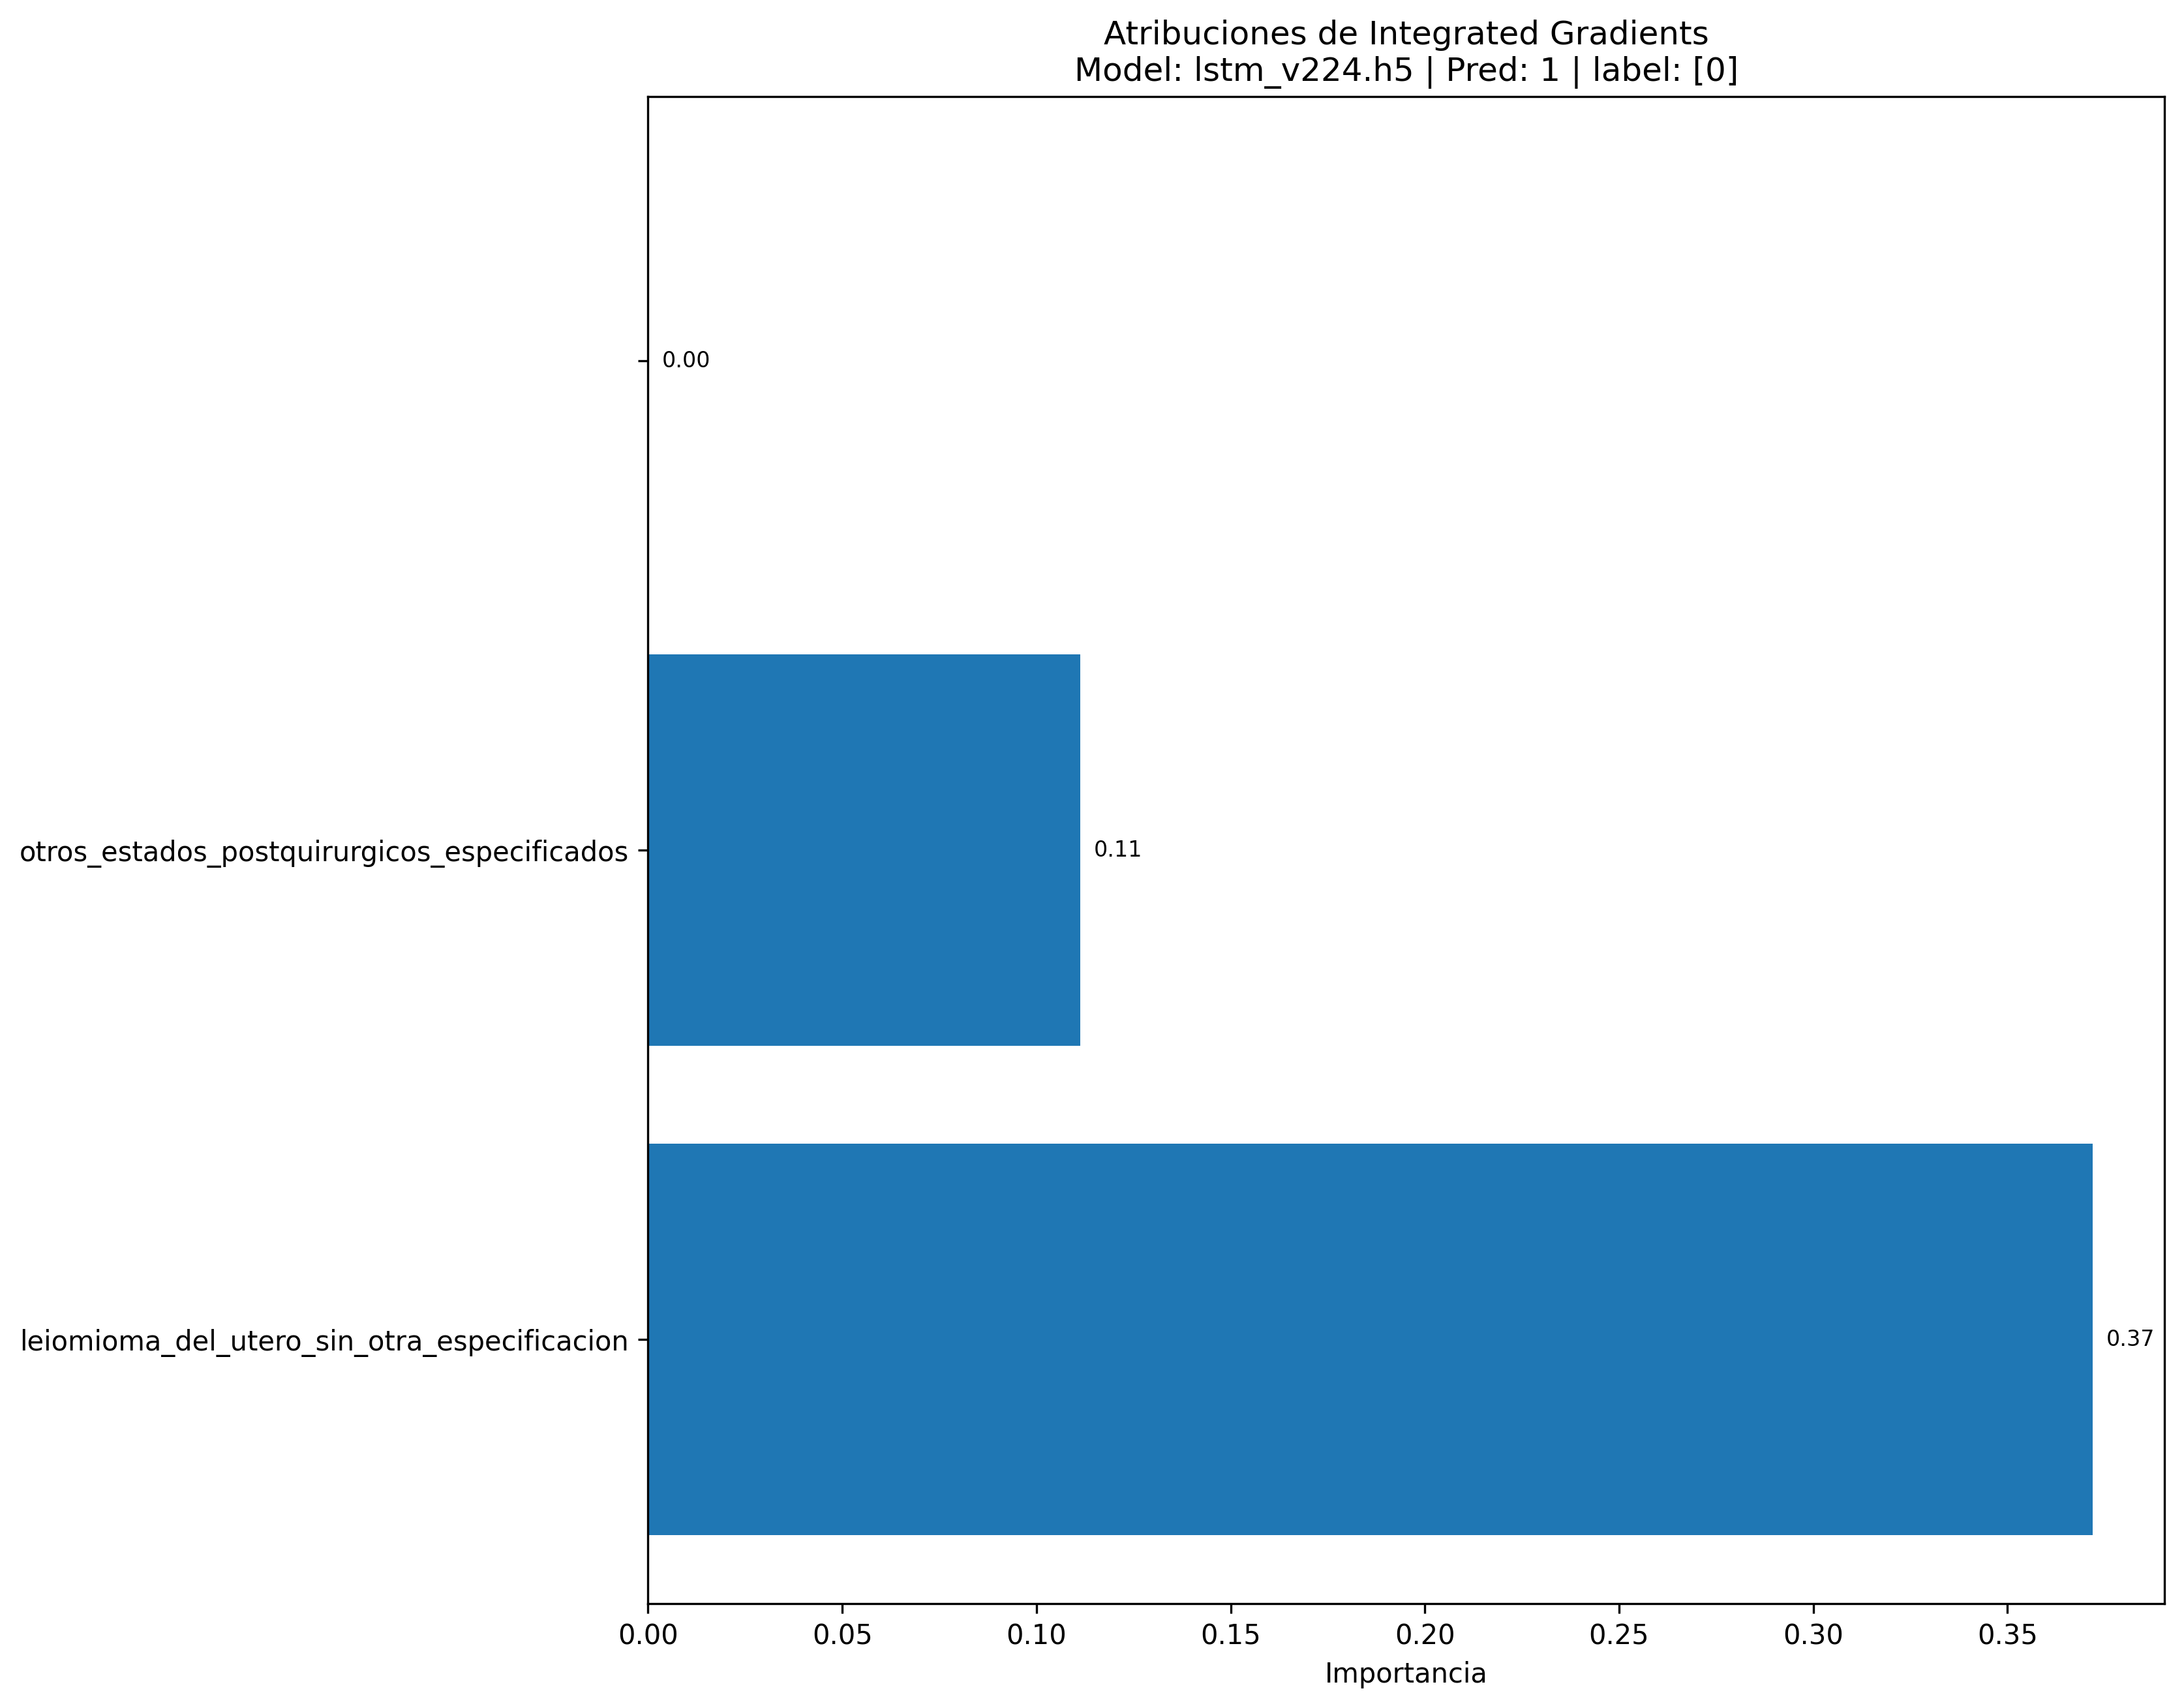 Atribuciones de Integrated Gradients
Model: lstm_v224.h5 | Pred: 1 | label: [0]
0.00
otros_estados_postquirurgicos_especificados
0.11
leiomioma_del_utero_sin_otra_especificacion
0.37
0.00 0.05 0.10 0.15 0.20 0.25 0.30 0.35
Importancia